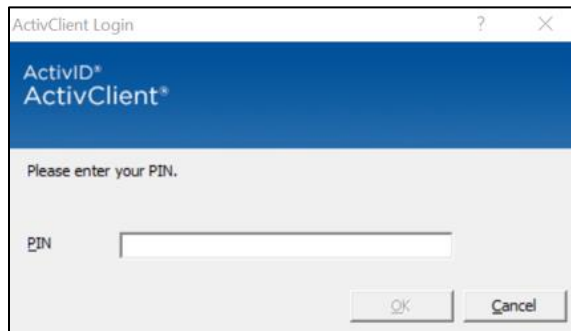 ActivClient Login ?
ActivID®
ActivClient®
Please enter your PIN.
PIN
OK Cancel